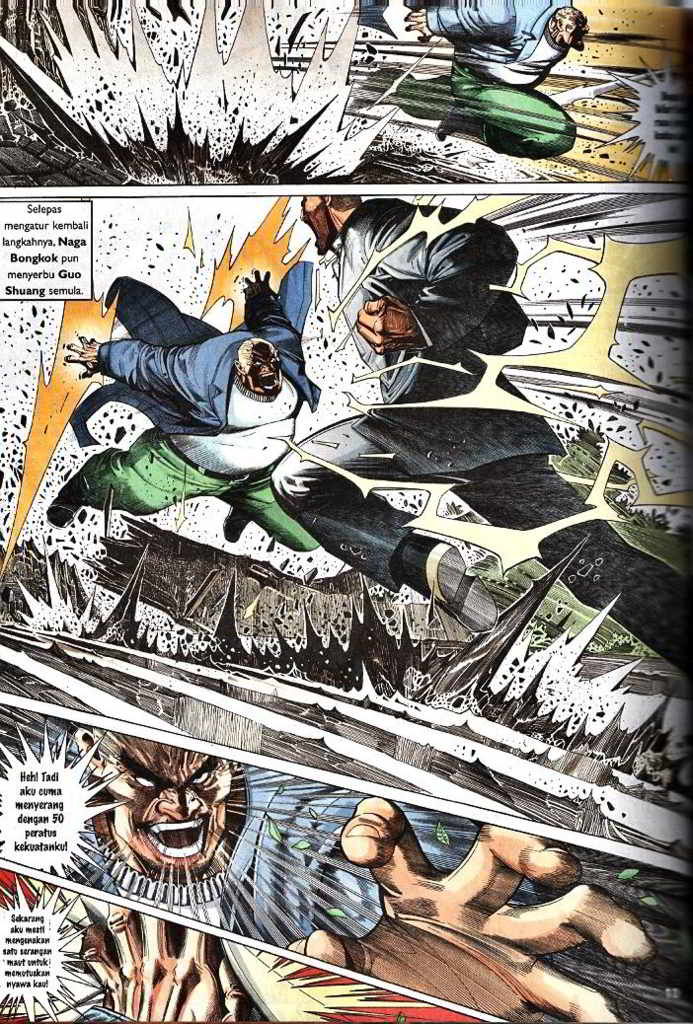 Selepas
mengatur kembali
langkahnya, Naga
Bongkok pun
menyerbu Guo
Shuang semula.
Heh! Tadi
aku cuma
menyerang
dengan 50
peratus
kekuatanku!
Sekarang
aku mesti
mengenakan
satu serangan
maut untuk
memutuskan
nyawa kau!